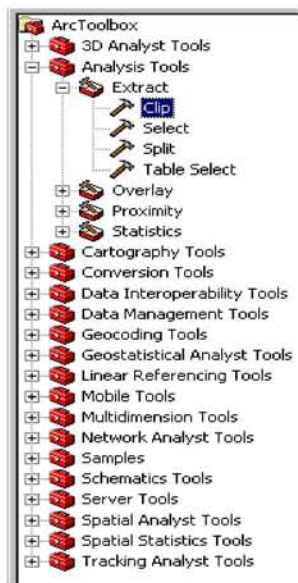 ArcToolbox
3D Analyst Tools
Analysis Tools
Extract
Clip
Select
Split
Table Select
Overlay
Proximity
Statistics
Cartography Tools
Conversion Tools
Data Interoperability Tools
Data Management Tools
Geocoding Tools
Geostatistical Analyst Tools
Linear Referencing Tools
Mobile Tools
Multidimension Tools
Network Analyst Tools
Samples
Schematics Tools
Server Tools
Spatial Analyst Tools
Spatial Statistics Tools
Tracking Analyst Tools